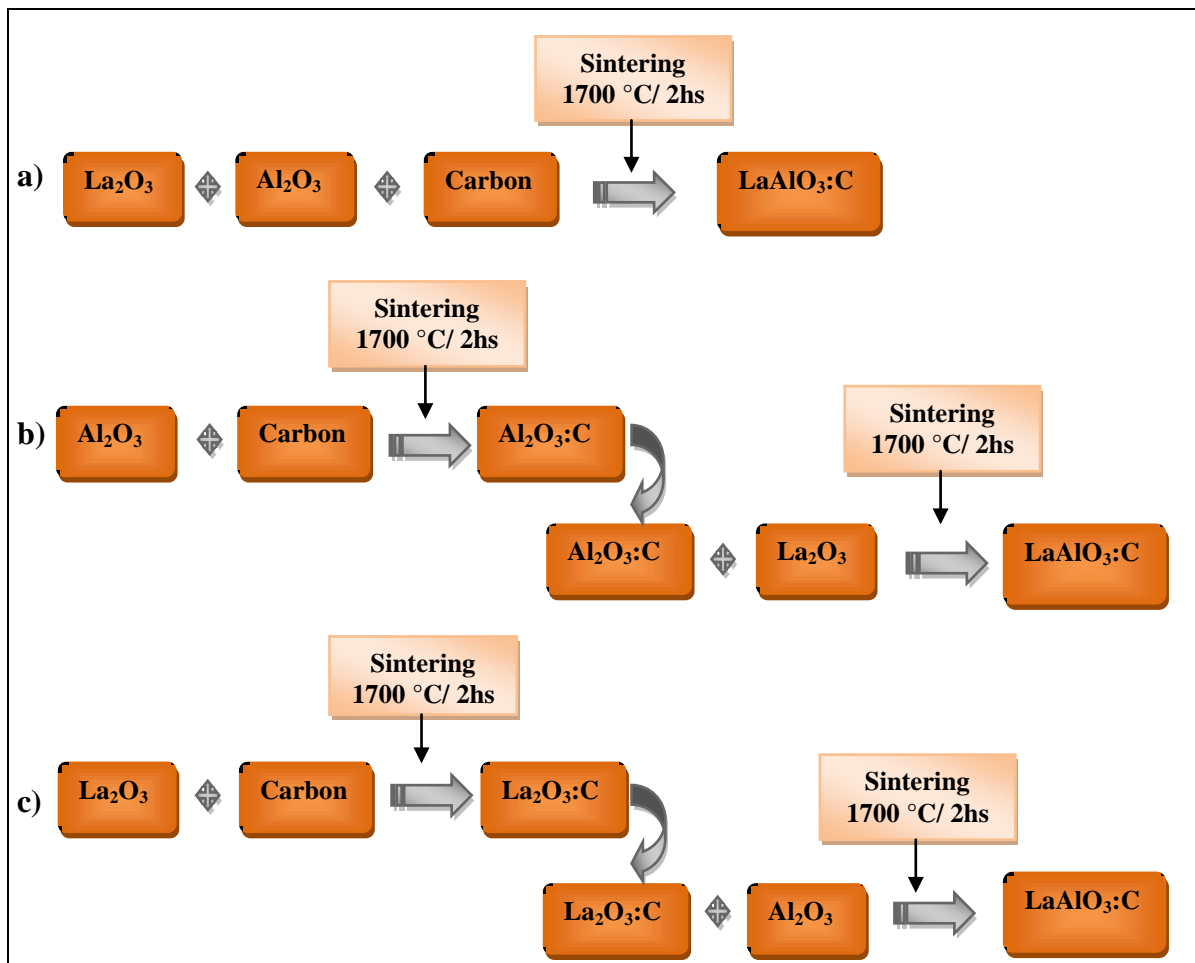 Sintering
1700 °C/ 2hs
a)
La₂O₃
Al₂O₃
Carbon
LaAlO₃:C
Sintering
1700 °C/ 2hs
Sintering
1700 °C/ 2hs
b)
Al₂O₃
Carbon
Al₂O₃:C
Al₂O₃:C
La₂O₃
LaAlO₃:C
Sintering
1700 °C/ 2hs
Sintering
1700 °C/ 2hs
c)
La₂O₃
Carbon
La₂O₃:C
La₂O₃:C
Al₂O₃
LaAlO₃:C